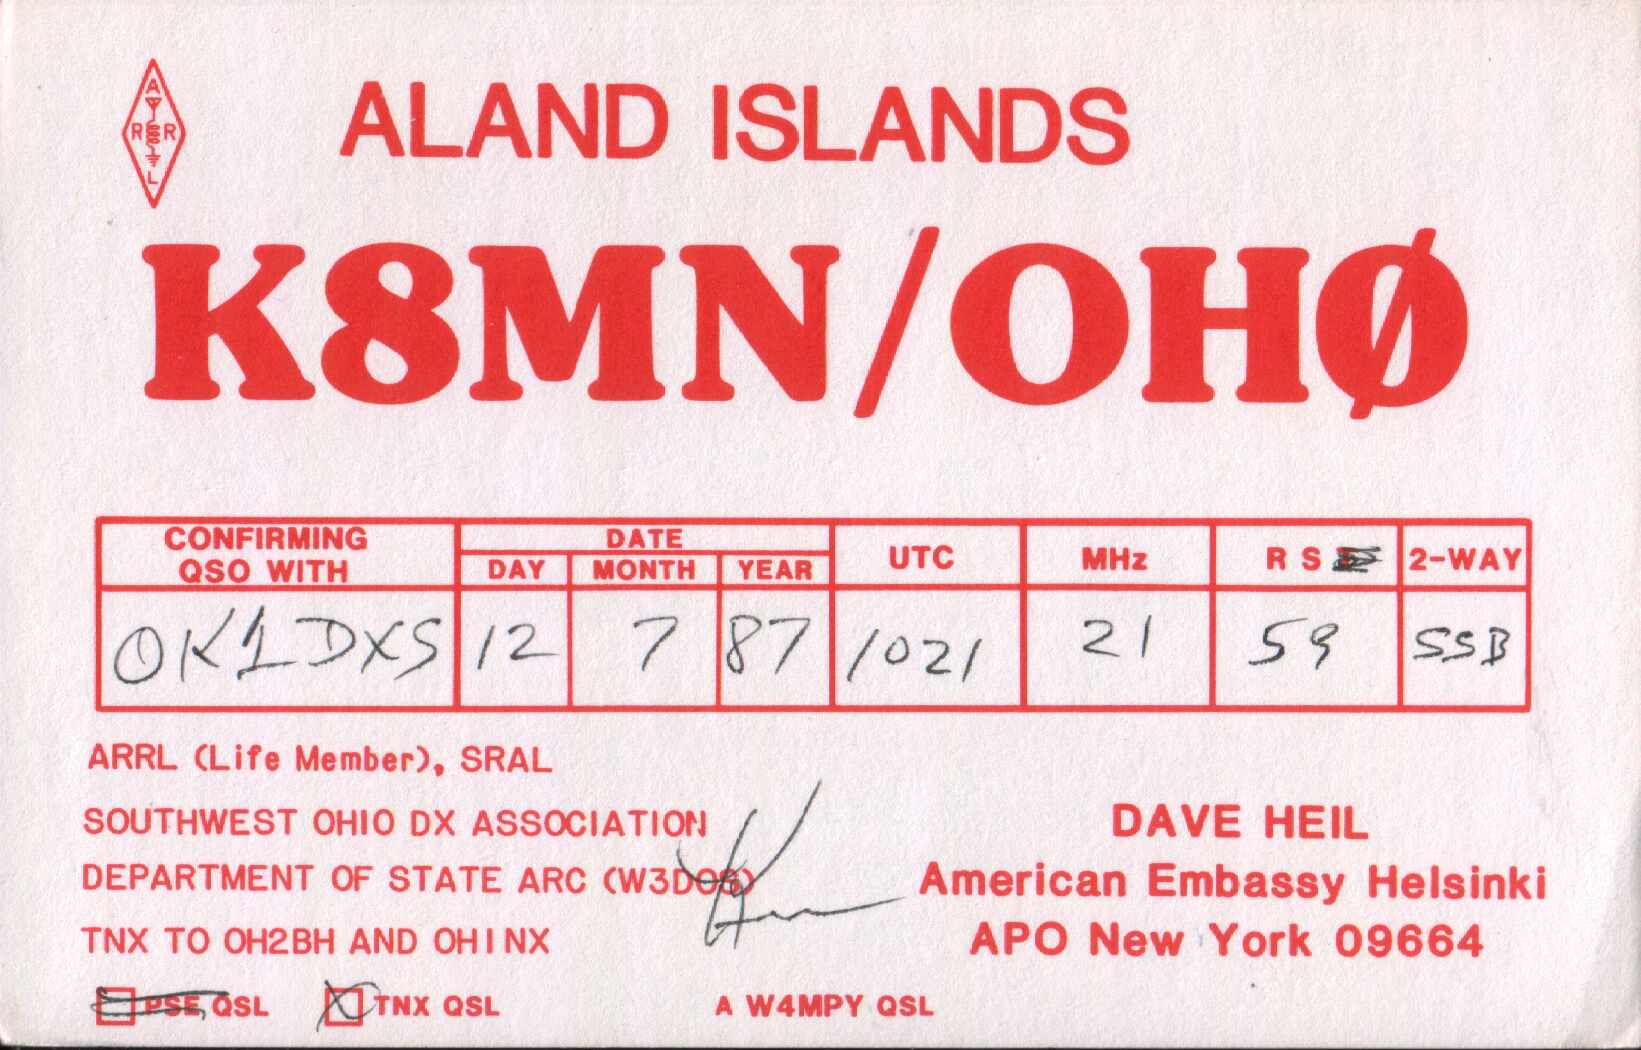 A
R R
L
ALAND ISLANDS
K8MN/OHØ
CONFIRMING QSO WITH DATE DAY MONTH YEAR UTC MHz R S 2-WAY
OK1DXS 12 7 87 1021 21 59 SSB
ARRL (Life Member), SRAL
SOUTHWEST OHIO DX ASSOCIATION
DEPARTMENT OF STATE ARC
TNX TO OH2BH AND OH1NX
DAVE HEIL
American Embassy Helsinki
APO New York 09664
PSE QSL TNX QSL A W4MPY QSL